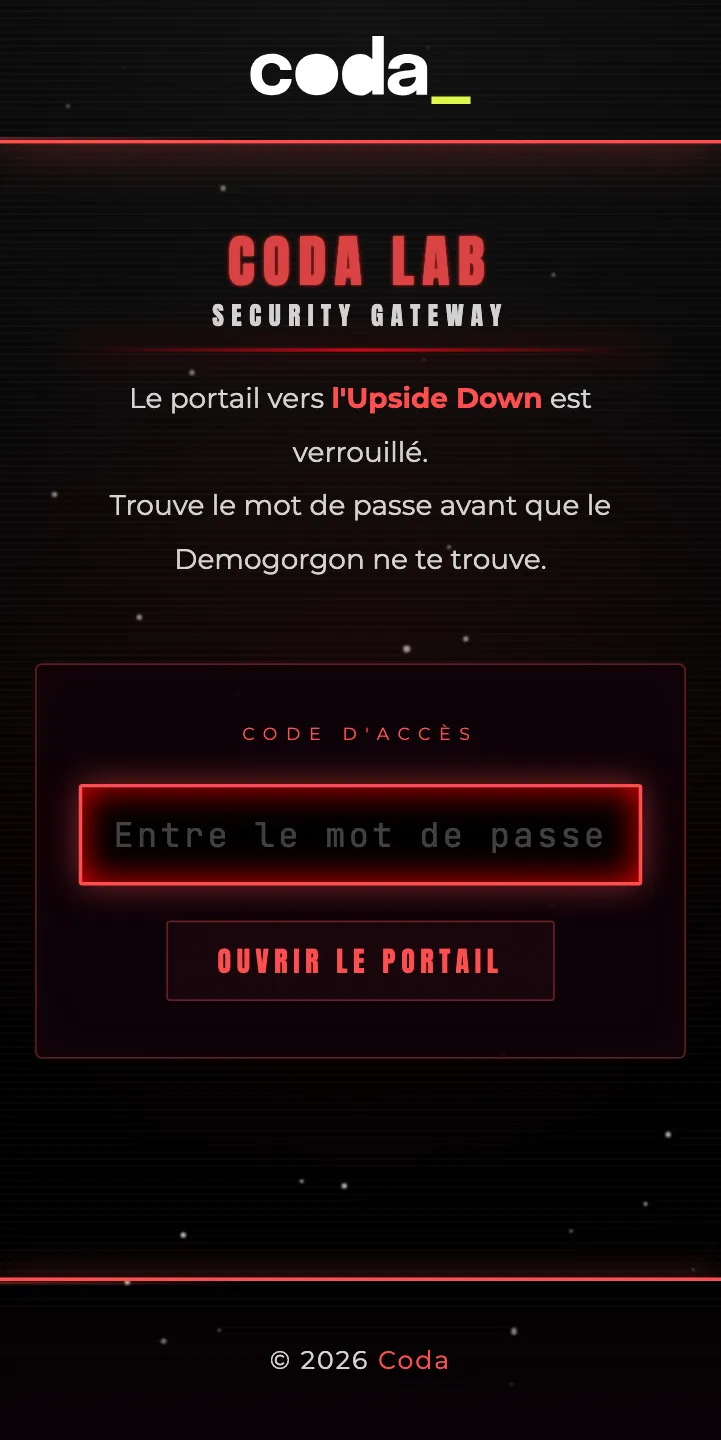 coda_
CODA LAB
SECURITY GATEWAY
Le portail vers l'Upside Down est
verrouillé.
Trouve le mot de passe avant que le
Demogorgon ne te trouve.
CODE D'ACCÈS
Entre le mot de passe
OUVRIR LE PORTAIL
© 2026 Coda